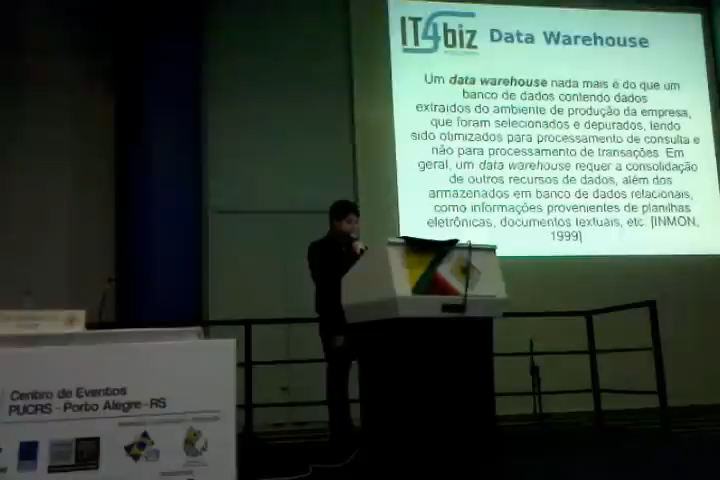 IT4biz
Data Warehouse
Um data warehouse nada mais é do que um
banco de dados contendo dados
extraídos do ambiente de produção da empresa,
que foram selecionados e depurados, tendo
sido otimizados para processamento de consulta e
não para processamento de transações. Em
geral, um data warehouse requer a consolidação
de outros recursos de dados, além dos
armazenados em banco de dados relacionais,
como informações provenientes de planilhas
eletrônicas, documentos textuais, etc. [INMON,
1999]
Centro de Eventos
PUCRS - Porto Alegre - RS